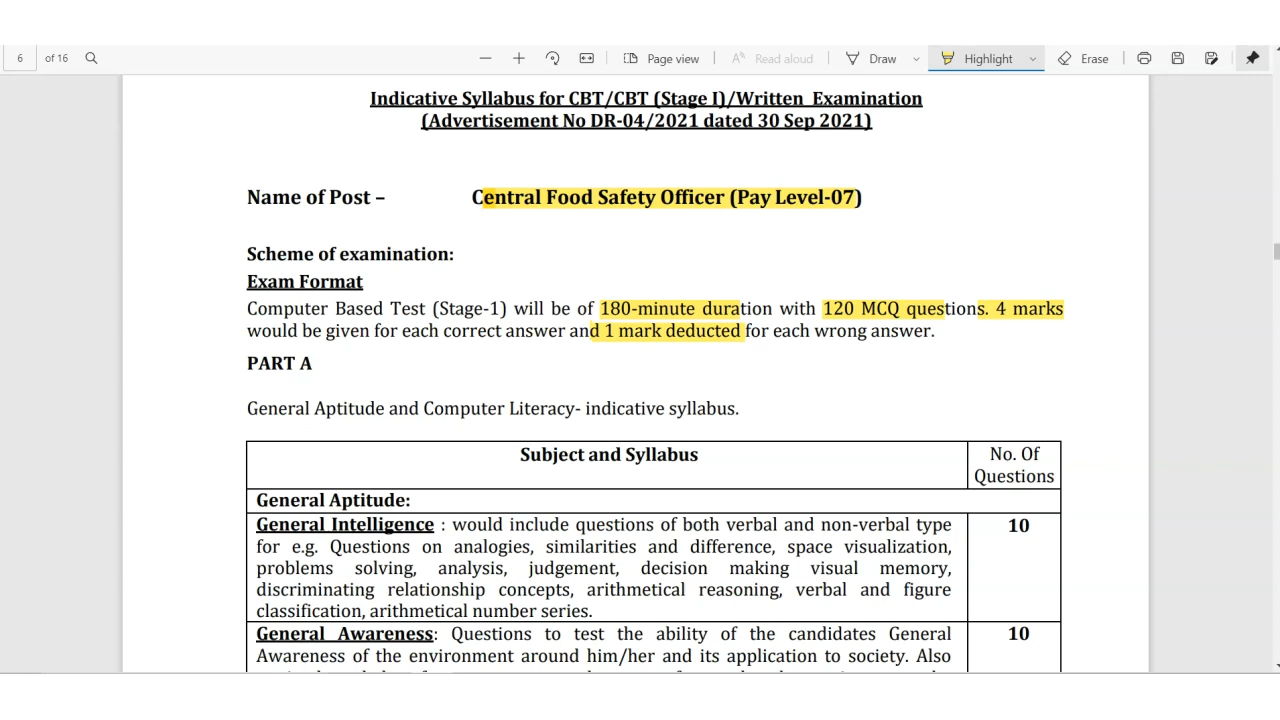 6 of 16 Page view Read aloud Draw Highlight Erase
Indicative Syllabus for CBT/CBT (Stage I)/Written Examination
(Advertisement No DR-04/2021 dated 30 Sep 2021)
Name of Post – Central Food Safety Officer (Pay Level-07)
Scheme of examination:
Exam Format
Computer Based Test (Stage-1) will be of 180-minute duration with 120 MCQ questions. 4 marks
would be given for each correct answer and 1 mark deducted for each wrong answer.
PART A
General Aptitude and Computer Literacy- indicative syllabus.
Subject and Syllabus
No. Of
Questions
General Aptitude:
General Intelligence : would include questions of both verbal and non-verbal type
for e.g. Questions on analogies, similarities and difference, space visualization,
problems solving, analysis, judgement, decision making visual memory,
discriminating relationship concepts, arithmetical reasoning, verbal and figure
classification, arithmetical number series.
10
General Awareness: Questions to test the ability of the candidates General
Awareness of the environment around him/her and its application to society. Also
10